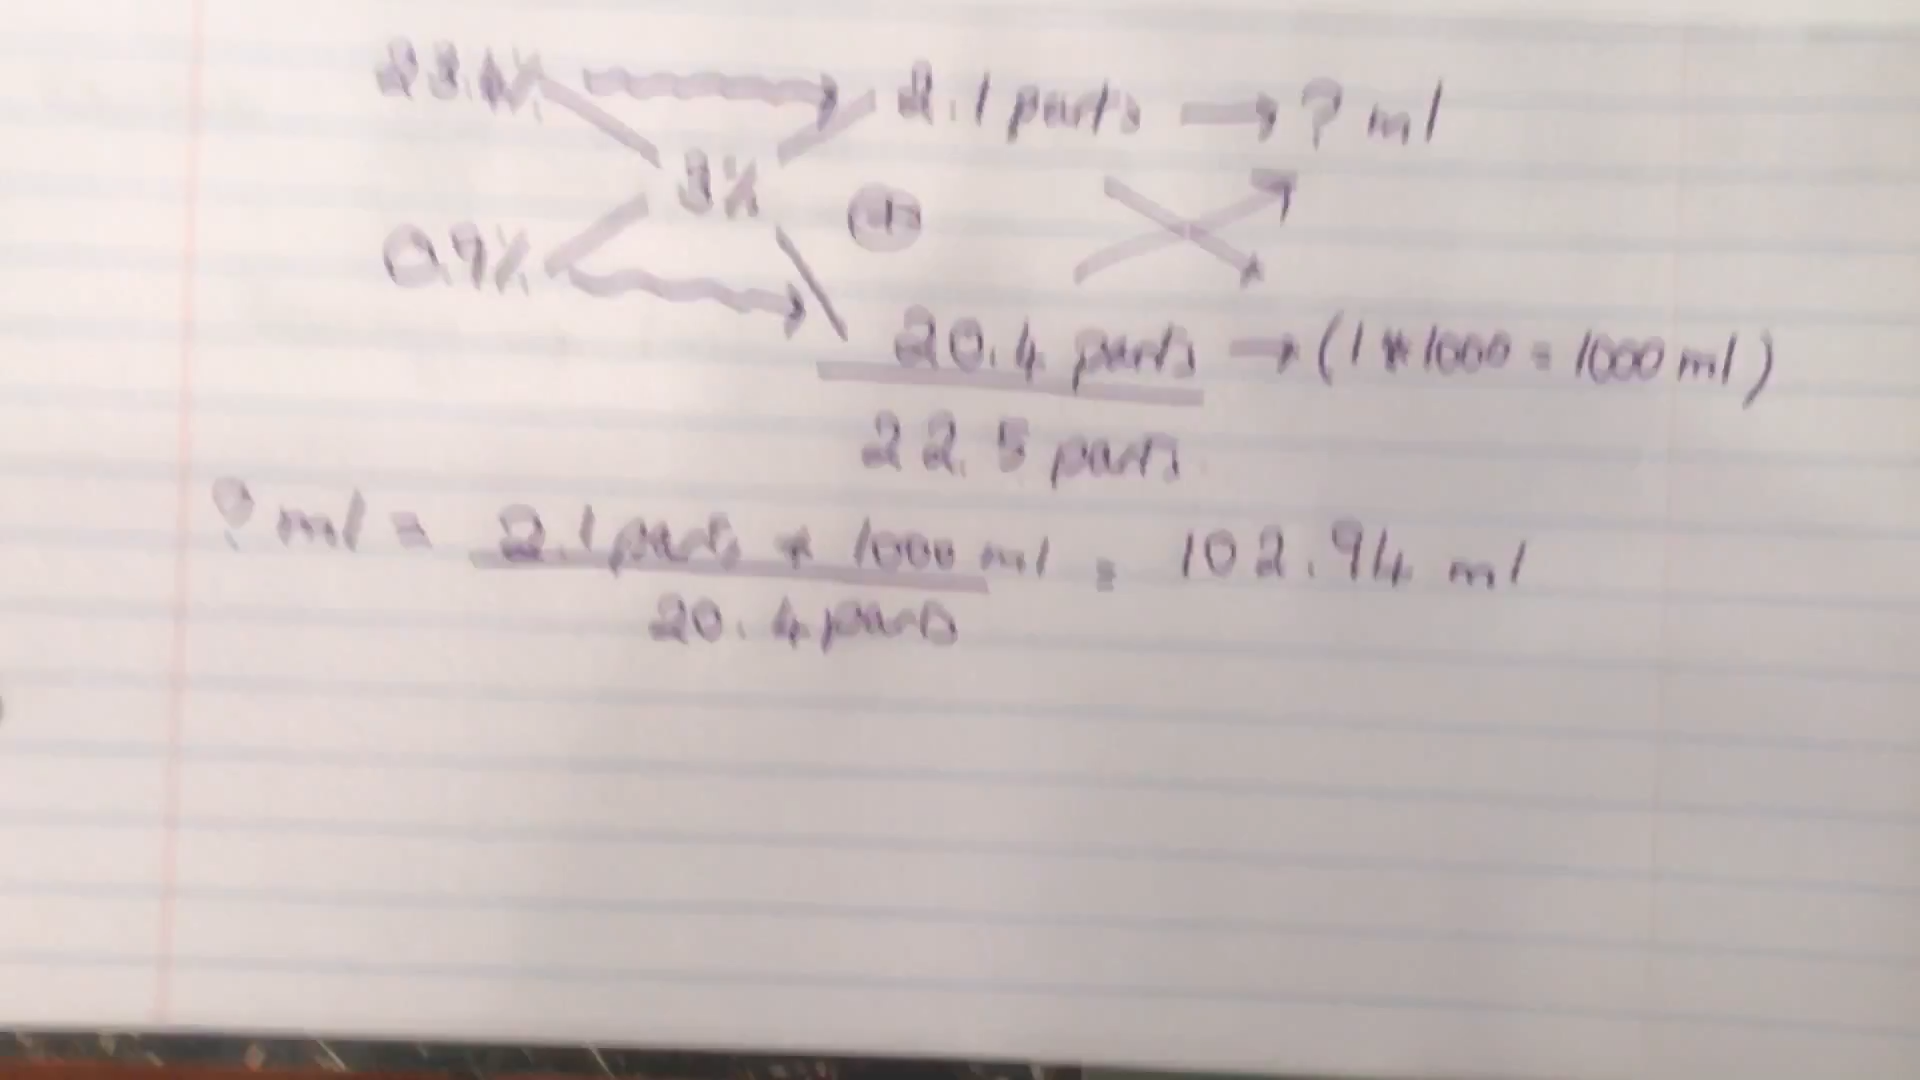 23.4% 2.1 parts → ? ml
3% +
0.9%
20.4 parts → (1 * 1000 = 1000 ml)
22.5 parts
? ml = 2.1 parts * 1000 ml = 102.94 ml
20.4 parts